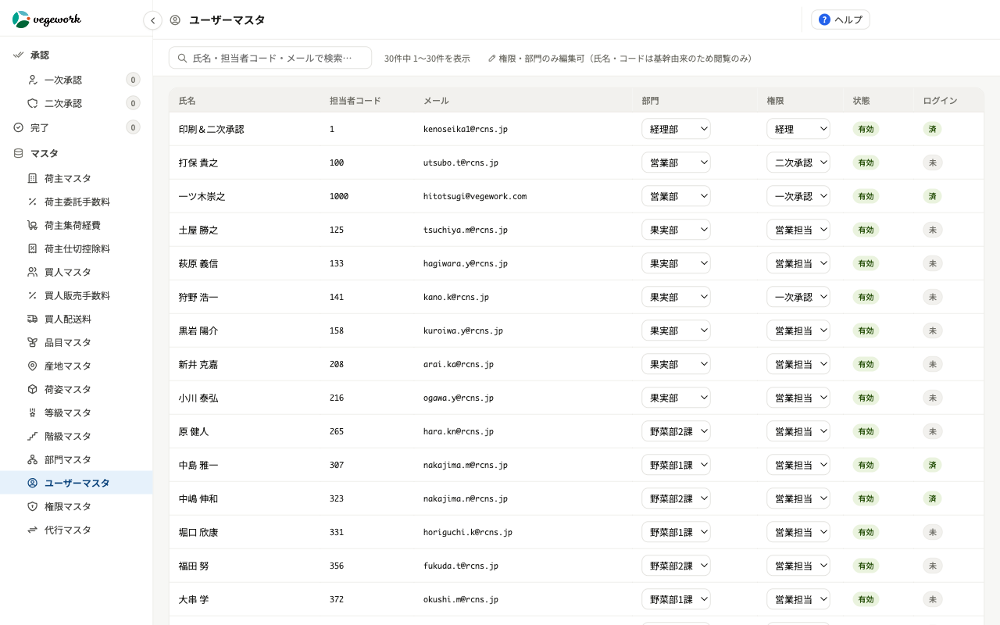 vegework
ユーザーマスタ
? ヘルプ
承認
一次承認 0
二次承認 0
完了 0
マスタ
荷主マスタ
荷主委託手数料
荷主集荷経費
荷主仕切控除料
買人マスタ
買人販売手数料
買人配送料
品目マスタ
産地マスタ
荷姿マスタ
等級マスタ
階級マスタ
部門マスタ
ユーザーマスタ
権限マスタ
代行マスタ
氏名・担当者コード・メールで検索…
30件中 1〜30件を表示
権限・部門のみ編集可（氏名・コードは基幹由来のため閲覧のみ）
氏名 担当者コード メール 部門 権限 状態 ログイン
印刷＆二次承認 1 kenoseika1@rcns.jp 経理部 経理 有効 済
打保 貴之 100 utsubo.t@rcns.jp 営業部 二次承認 有効 未
一ツ木崇之 1000 hitotsugi@vegework.com 営業部 一次承認 有効 済
土屋 勝之 125 tsuchiya.m@rcns.jp 果実部 営業担当 有効 未
萩原 義信 133 hagiwara.y@rcns.jp 果実部 営業担当 有効 未
狩野 浩一 141 kano.k@rcns.jp 果実部 一次承認 有効 未
黒岩 陽介 158 kuroiwa.y@rcns.jp 果実部 営業担当 有効 未
新井 克嘉 208 arai.ka@rcns.jp 果実部 営業担当 有効 未
小川 泰弘 216 ogawa.y@rcns.jp 果実部 営業担当 有効 未
原 健人 265 hara.kn@rcns.jp 野菜部2課 営業担当 有効 未
中島 雅一 307 nakajima.m@rcns.jp 野菜部1課 営業担当 有効 済
中嶋 伸和 323 nakajima.n@rcns.jp 野菜部2課 営業担当 有効 済
堀口 欣康 331 horiguchi.k@rcns.jp 野菜部1課 営業担当 有効 未
福田 努 356 fukuda.t@rcns.jp 野菜部2課 営業担当 有効 未
大串 学 372 okushi.m@rcns.jp 野菜部1課 営業担当 有効 未